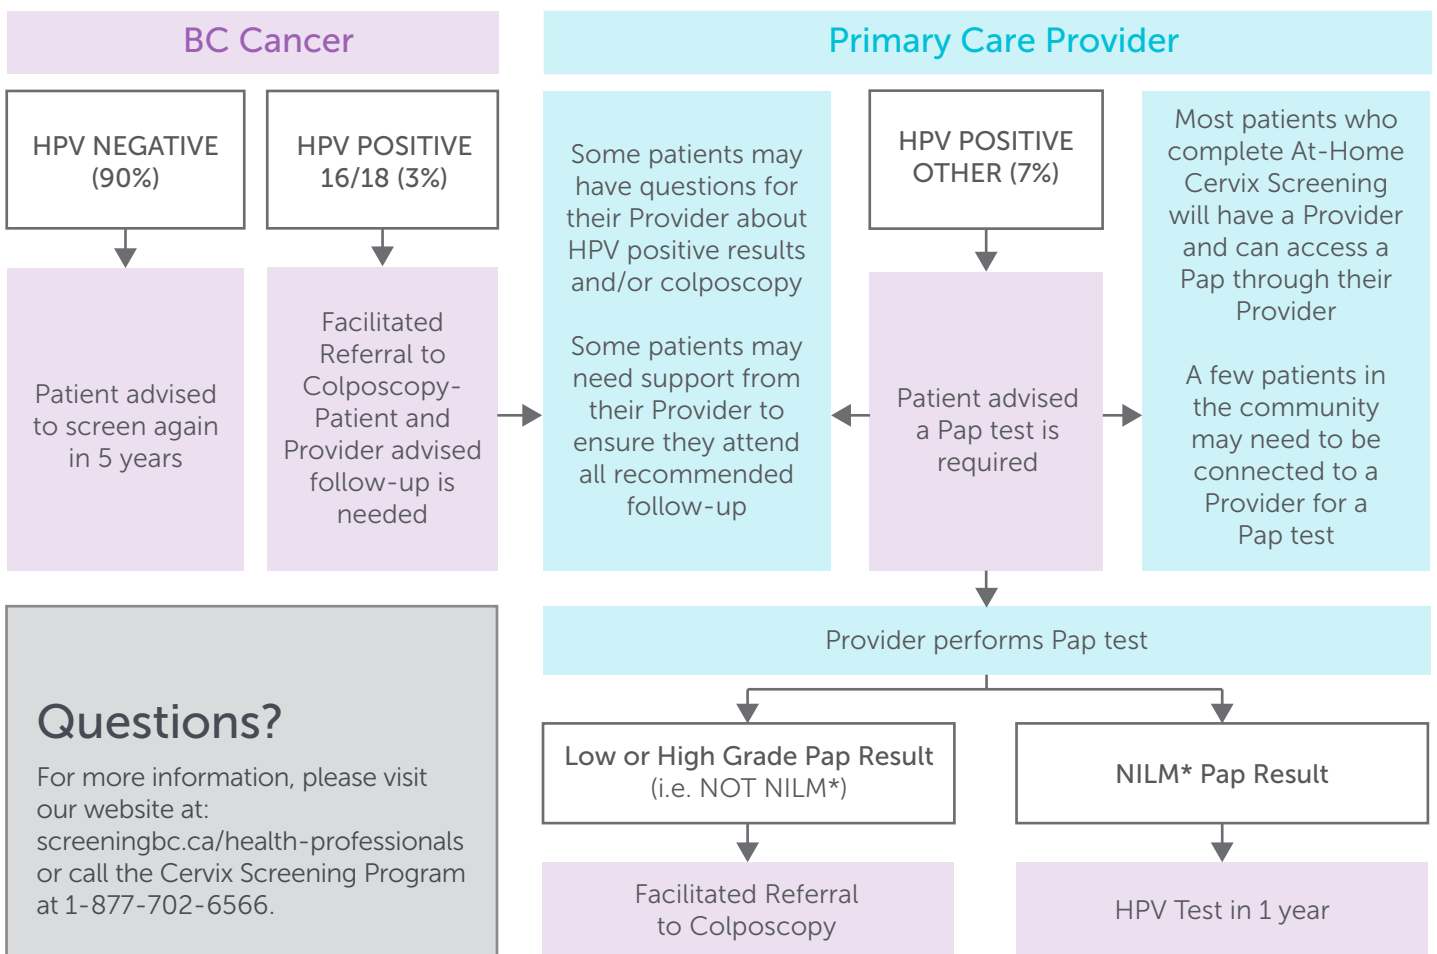 BC Cancer
Primary Care Provider
HPV NEGATIVE
(90%)
HPV POSITIVE
16/18 (3%)
Some patients may
have questions for
their Provider about
HPV positive results
and/or colposcopy
Some patients may
need support from
their Provider to
ensure they attend
all recommended
follow-up
HPV POSITIVE
OTHER (7%)
Most patients who
complete At-Home
Cervix Screening
will have a Provider
and can access a
Pap through their
Provider
A few patients in
the community
may need to be
connected to a
Provider for a
Pap test
Patient advised
to screen again
in 5 years
Facilitated
Referral to
Colposcopy-
Patient and
Provider advised
follow-up is
needed
Patient advised
a Pap test is
required
Provider performs Pap test
Low or High Grade Pap Result
(i.e. NOT NILM*)
NILM* Pap Result
Facilitated Referral
to Colposcopy
HPV Test in 1 year
Questions?
For more information, please visit
our website at:
screeningbc.ca/health-professionals
or call the Cervix Screening Program
at 1-877-702-6566.